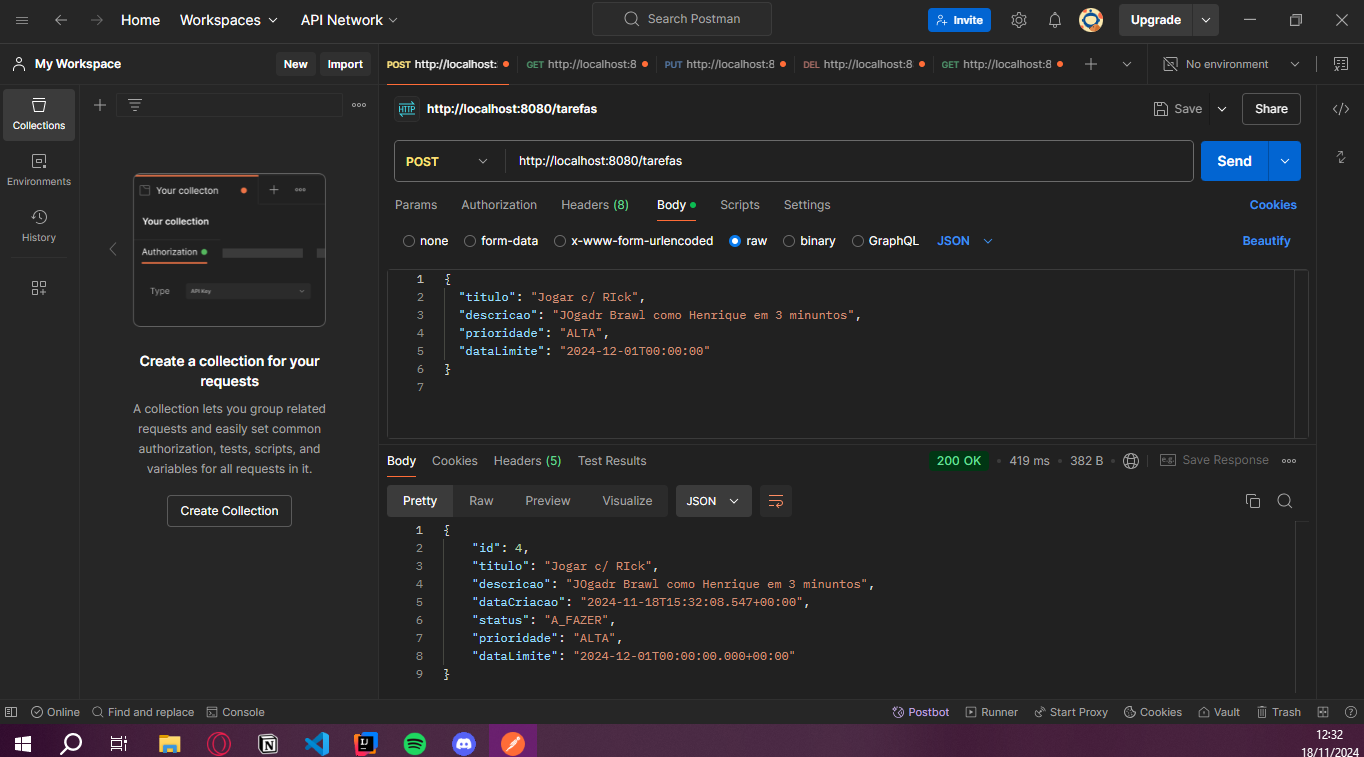 Home Workspaces API Network Search Postman Invite Upgrade
My Workspace New Import POST http://localhost: GET http://localhost:8 PUT http://localhost:8 DEL http://localhost:8 GET http://localhost:8 No environment
Collections
Environments
History
Your collecton
Your collection
Authorization
Type API Key
Create a collection for your
requests
A collection lets you group related
requests and easily set common
authorization, tests, scripts, and
variables for all requests in it.
Create Collection
HTTP http://localhost:8080/tarefas Save Share
POST http://localhost:8080/tarefas Send
Params Authorization Headers (8) Body Scripts Settings Cookies
none form-data x-www-form-urlencoded raw binary GraphQL JSON Beautify
1 {
2 "titulo": "Jogar c/ RIck",
3 "descricao": "JOgadr Brawl como Henrique em 3 minuntos",
4 "prioridade": "ALTA",
5 "dataLimite": "2024-12-01T00:00:00"
6 }
7
Body Cookies Headers (5) Test Results 200 OK 419 ms 382 B e.g. Save Response
Pretty Raw Preview Visualize JSON
1 {
2 "id": 4,
3 "titulo": "Jogar c/ RIck",
4 "descricao": "JOgadr Brawl como Henrique em 3 minuntos",
5 "dataCriacao": "2024-11-18T15:32:08.547+00:00",
6 "status": "A_FAZER",
7 "prioridade": "ALTA",
8 "dataLimite": "2024-12-01T00:00:00.000+00:00"
9 }
Online Find and replace Console Postbot Runner Start Proxy Cookies Vault Trash
12:32
18/11/2024